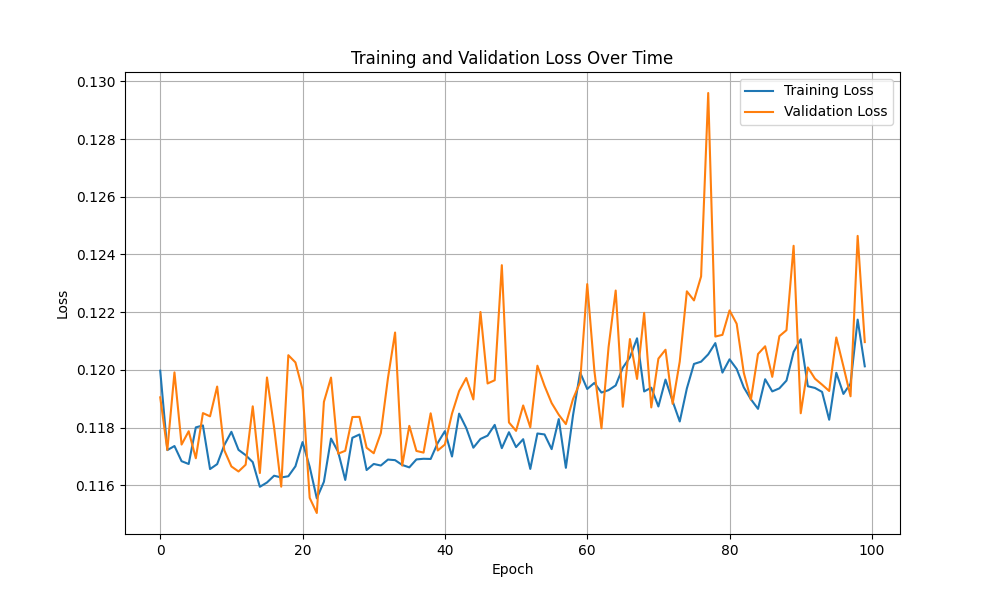 Training and Validation Loss Over Time
Training Loss
Validation Loss
Loss
0.130
0.128
0.126
0.124
0.122
0.120
0.118
0.116
0 20 40 60 80 100
Epoch